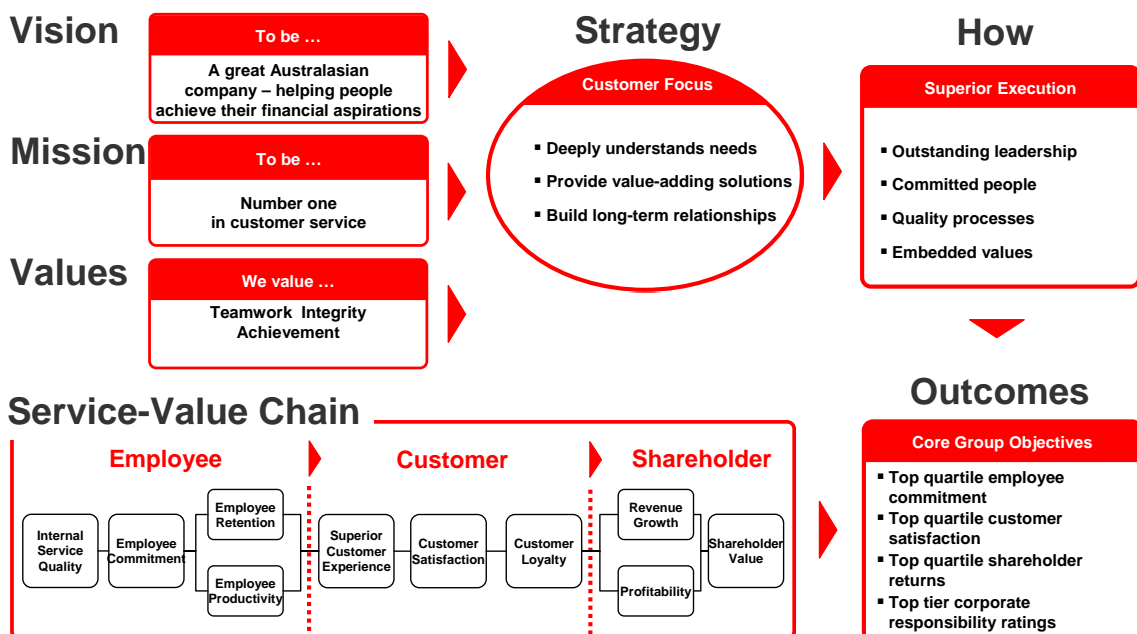 Vision
To be …
A great Australasian
company – helping people
achieve their financial aspirations
Mission
To be …
Number one
in customer service
Values
We value …
Teamwork Integrity
Achievement
Strategy
Customer Focus
▪ Deeply understands needs
▪ Provide value-adding solutions
▪ Build long-term relationships
How
Superior Execution
▪ Outstanding leadership
▪ Committed people
▪ Quality processes
▪ Embedded values
Service-Value Chain
Employee
Customer
Shareholder
Internal
Service
Quality
Employee
Commitment
Employee
Retention
Employee
Productivity
Superior
Customer
Experience
Customer
Satisfaction
Customer
Loyalty
Revenue
Growth
Profitability
Shareholder
Value
Outcomes
Core Group Objectives
▪ Top quartile employee
commitment
▪ Top quartile customer
satisfaction
▪ Top quartile shareholder
returns
▪ Top tier corporate
responsibility ratings